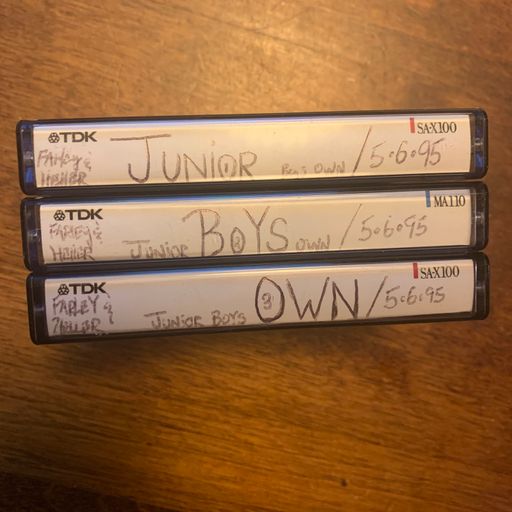 TDK SA-X100
FARLEY & JUNIOR Boys OWN / 5.6.95
HELLER
TDK MA110
FARLEY & JUNIOR BOYS 2 OWN / 5.6.95
HELLER
TDK SA-X100
FARLEY & JUNIOR BOYS 3 OWN / 5.6.95
HELLER